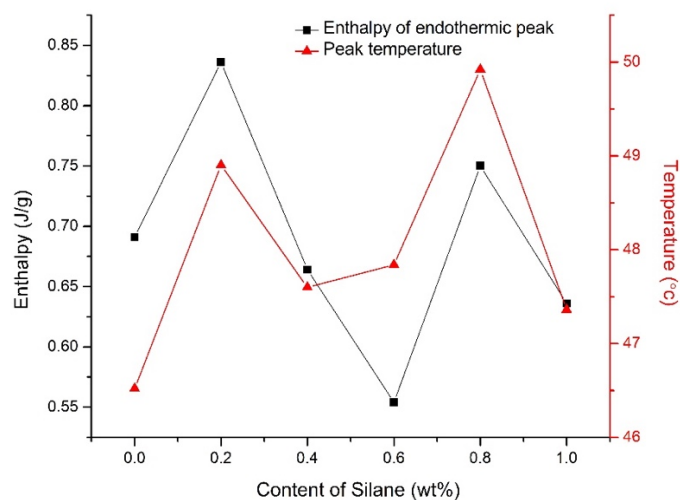 Enthalpy of endothermic peak
Peak temperature
0.85
0.80
0.75
0.70
0.65
0.60
0.55
Enthalpy (J/g)
50
49
48
47
46
Temperature (°c)
0.0 0.2 0.4 0.6 0.8 1.0
Content of Silane (wt%)